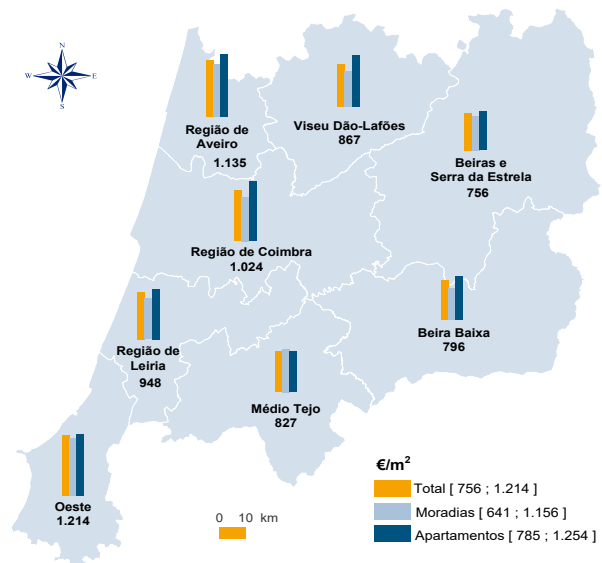 N
W
E
S
Região de
Aveiro
1.135
Viseu Dão-Lafões
867
Beiras e
Serra da Estrela
756
Região de Coimbra
1.024
Beira Baixa
796
Região de
Leiria
948
Médio Tejo
827
Oeste
1.214
0 10 km
€/m²
Total [ 756 ; 1.214 ]
Moradias [ 641 ; 1.156 ]
Apartamentos [ 785 ; 1.254 ]